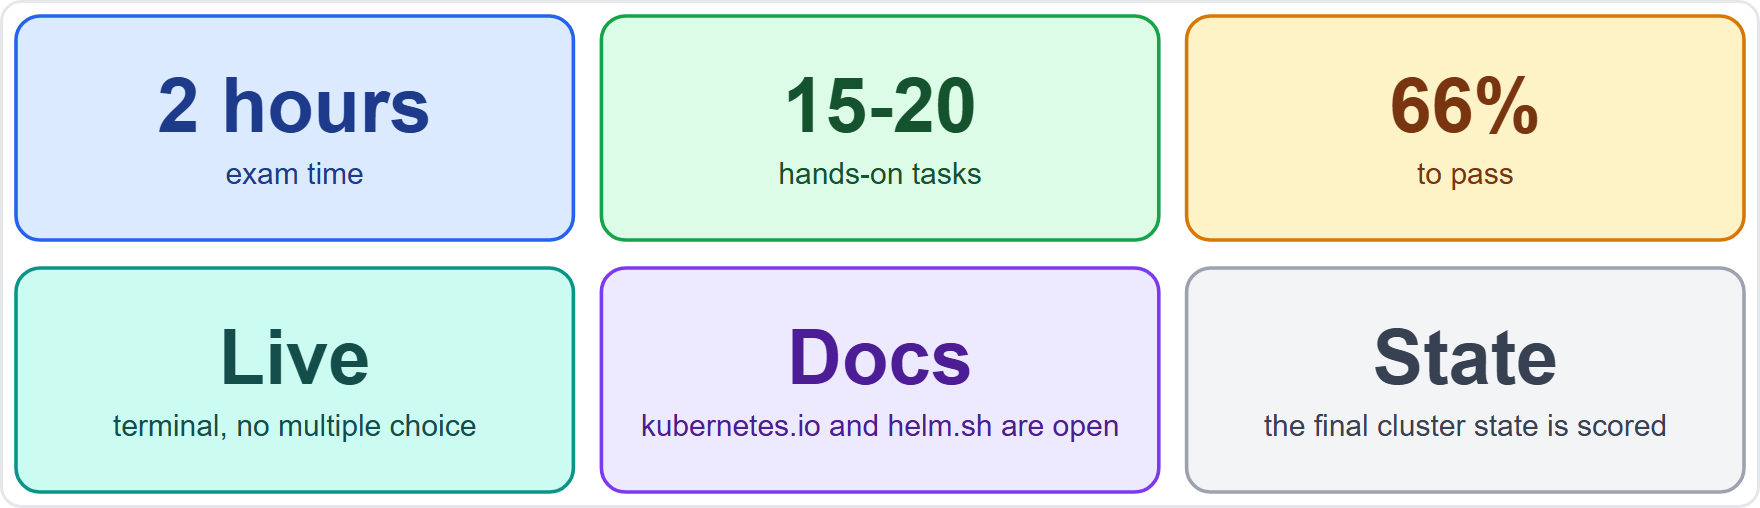 2 hours
exam time
15-20
hands-on tasks
66%
to pass
Live
terminal, no multiple choice
Docs
kubernetes.io and helm.sh are open
State
the final cluster state is scored